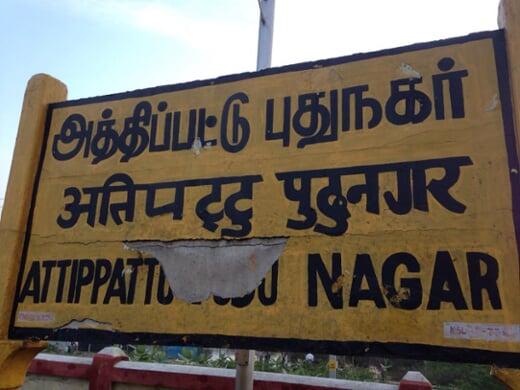 அத்திப்பட்டு புதுநகர்
अतिपट्टु पुदुनगर
ATTIPPATTU NAGAR